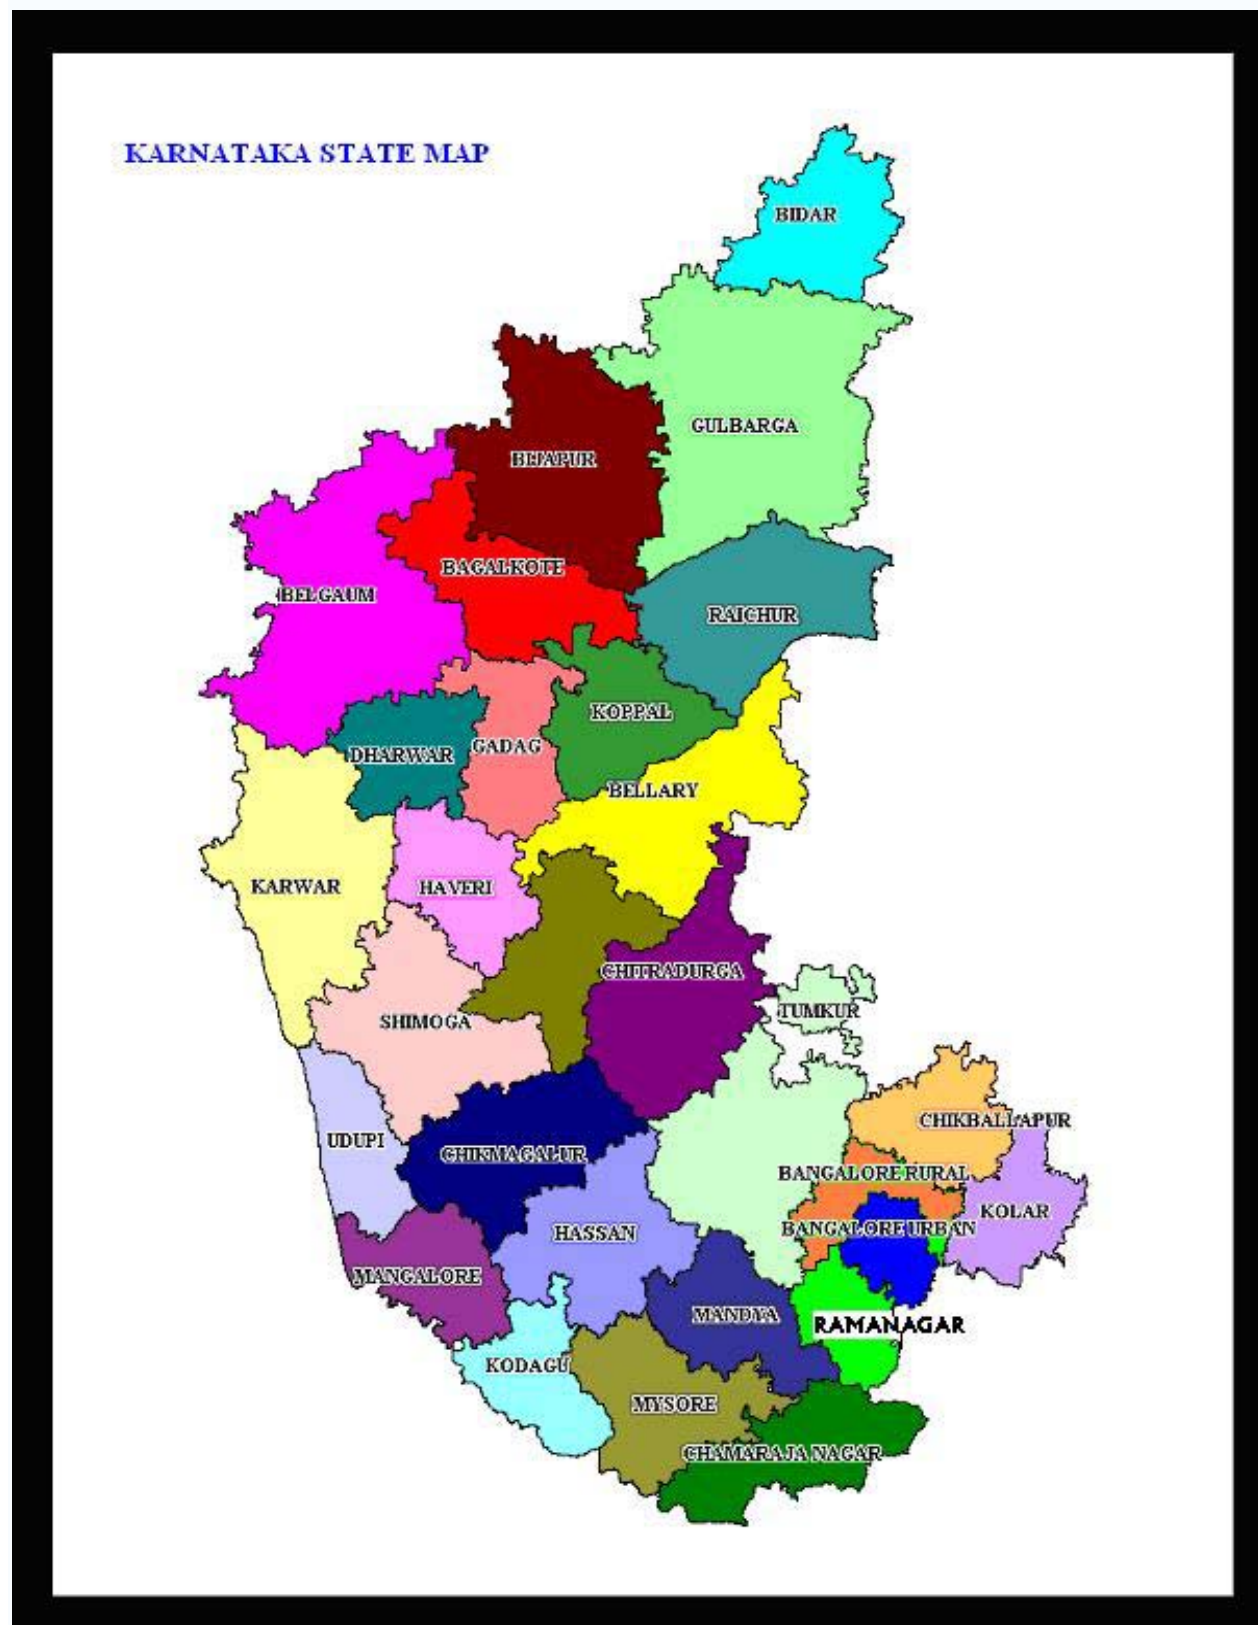 KARNATAKA STATE MAP
BIDAR
GULBARGA
BIJAPUR
BAGALKOTE
BELGAUM
RAICHUR
KOPPAL
GADAG
DHARWAR
BELLARY
KARWAR
HAVERI
CHITRADURGA
TUMKUR
SHIMOGA
CHIKBALLAPUR
UDUPI
CHIKMAGALUR
BANGALORE RURAL
KOLAR
BANGALORE URBAN
HASSAN
MANGALORE
MANDYA
RAMANAGAR
KODAGU
MYSORE
CHAMARAJA NAGAR